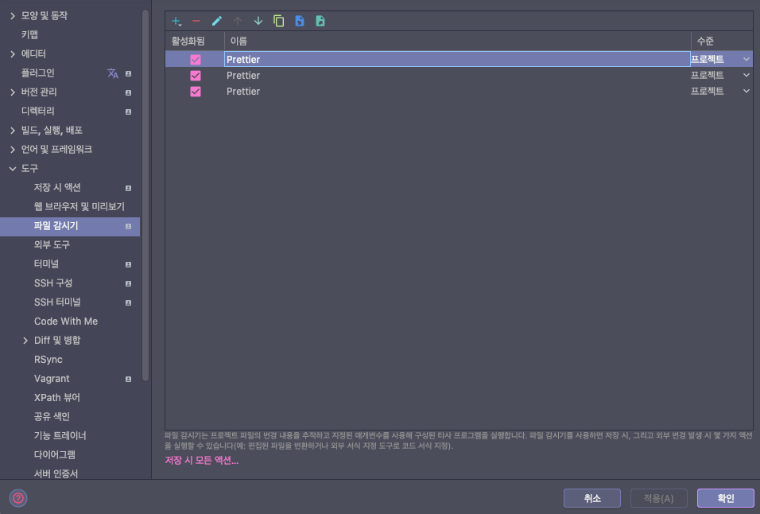 모양 및 동작
키맵
에디터
플러그인
버전 관리
디렉터리
빌드, 실행, 배포
언어 및 프레임워크
도구
저장 시 액션
웹 브라우저 및 미리보기
파일 감시기
외부 도구
터미널
SSH 구성
SSH 터미널
Code With Me
Diff 및 병합
RSync
Vagrant
XPath 뷰어
공유 색인
기능 트레이너
다이어그램
서버 인증서
활성화됨 이름 수준
Prettier 프로젝트
Prettier 프로젝트
Prettier 프로젝트
파일 감시기는 프로젝트 파일의 변경 내용을 추적하고 지정된 매개변수를 사용해 구성된 타사 프로그램을 실행합니다. 파일 감시기를 사용하면 저장 시, 그리고 외부 변경 발생 시 몇 가지 액션
을 실행할 수 있습니다(예: 편집된 파일을 변환하거나 외부 서식 지정 도구로 코드 서식 지정).
저장 시 모든 액션...
취소 적용(A) 확인